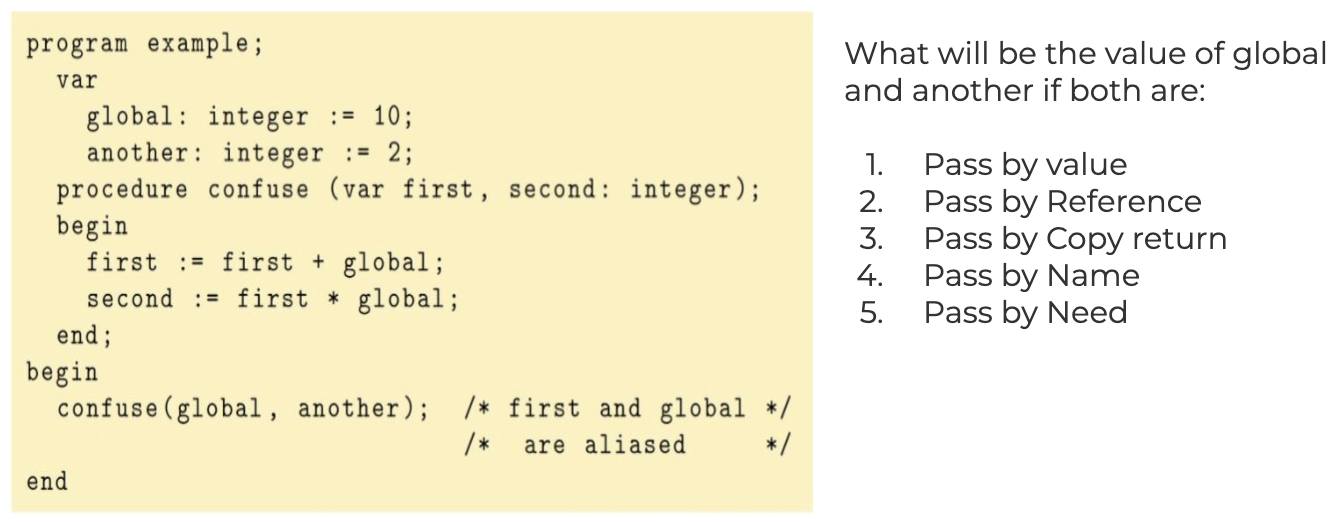 program example;
var
global: integer := 10;
another: integer := 2;
procedure confuse (var first, second: integer);
begin
first := first + global;
second := first * global;
end;
begin
confuse(global, another); /* first and global */
/* are aliased */
end
What will be the value of global
and another if both are:
1. Pass by value
2. Pass by Reference
3. Pass by Copy return
4. Pass by Name
5. Pass by Need